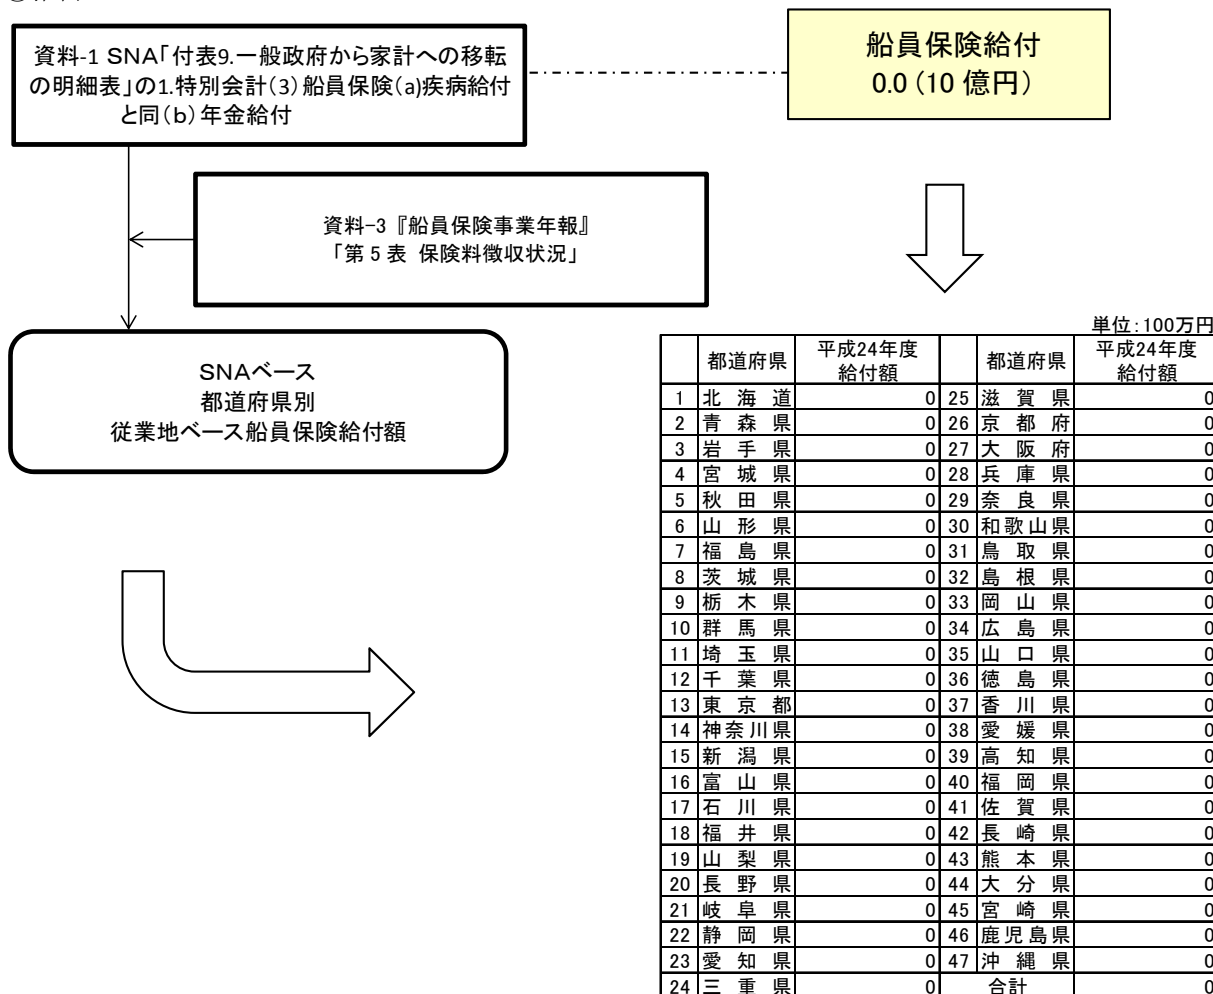 資料-1 SNA「付表9.一般政府から家計への移転
の明細表」の1.特別会計(3)船員保険(a)疾病給付
と同(b)年金給付
船員保険給付
0.0(10 億円)
資料-3『船員保険事業年報』
「第5表 保険料徴収状況」
SNAベース
都道府県別
従業地ベース船員保険給付額
単位:100万円
都道府県 平成24年度 給付額 都道府県 平成24年度 給付額
1 北海道 0 25 滋賀県 0
2 青森県 0 26 京都府 0
3 岩手県 0 27 大阪府 0
4 宮城県 0 28 兵庫県 0
5 秋田県 0 29 奈良県 0
6 山形県 0 30 和歌山県 0
7 福島県 0 31 鳥取県 0
8 茨城県 0 32 島根県 0
9 栃木県 0 33 岡山県 0
10 群馬県 0 34 広島県 0
11 埼玉県 0 35 山口県 0
12 千葉県 0 36 徳島県 0
13 東京都 0 37 香川県 0
14 神奈川県 0 38 愛媛県 0
15 新潟県 0 39 高知県 0
16 富山県 0 40 福岡県 0
17 石川県 0 41 佐賀県 0
18 福井県 0 42 長崎県 0
19 山梨県 0 43 熊本県 0
20 長野県 0 44 大分県 0
21 岐阜県 0 45 宮崎県 0
22 静岡県 0 46 鹿児島県 0
23 愛知県 0 47 沖縄県 0
24 三重県 0 合計 0